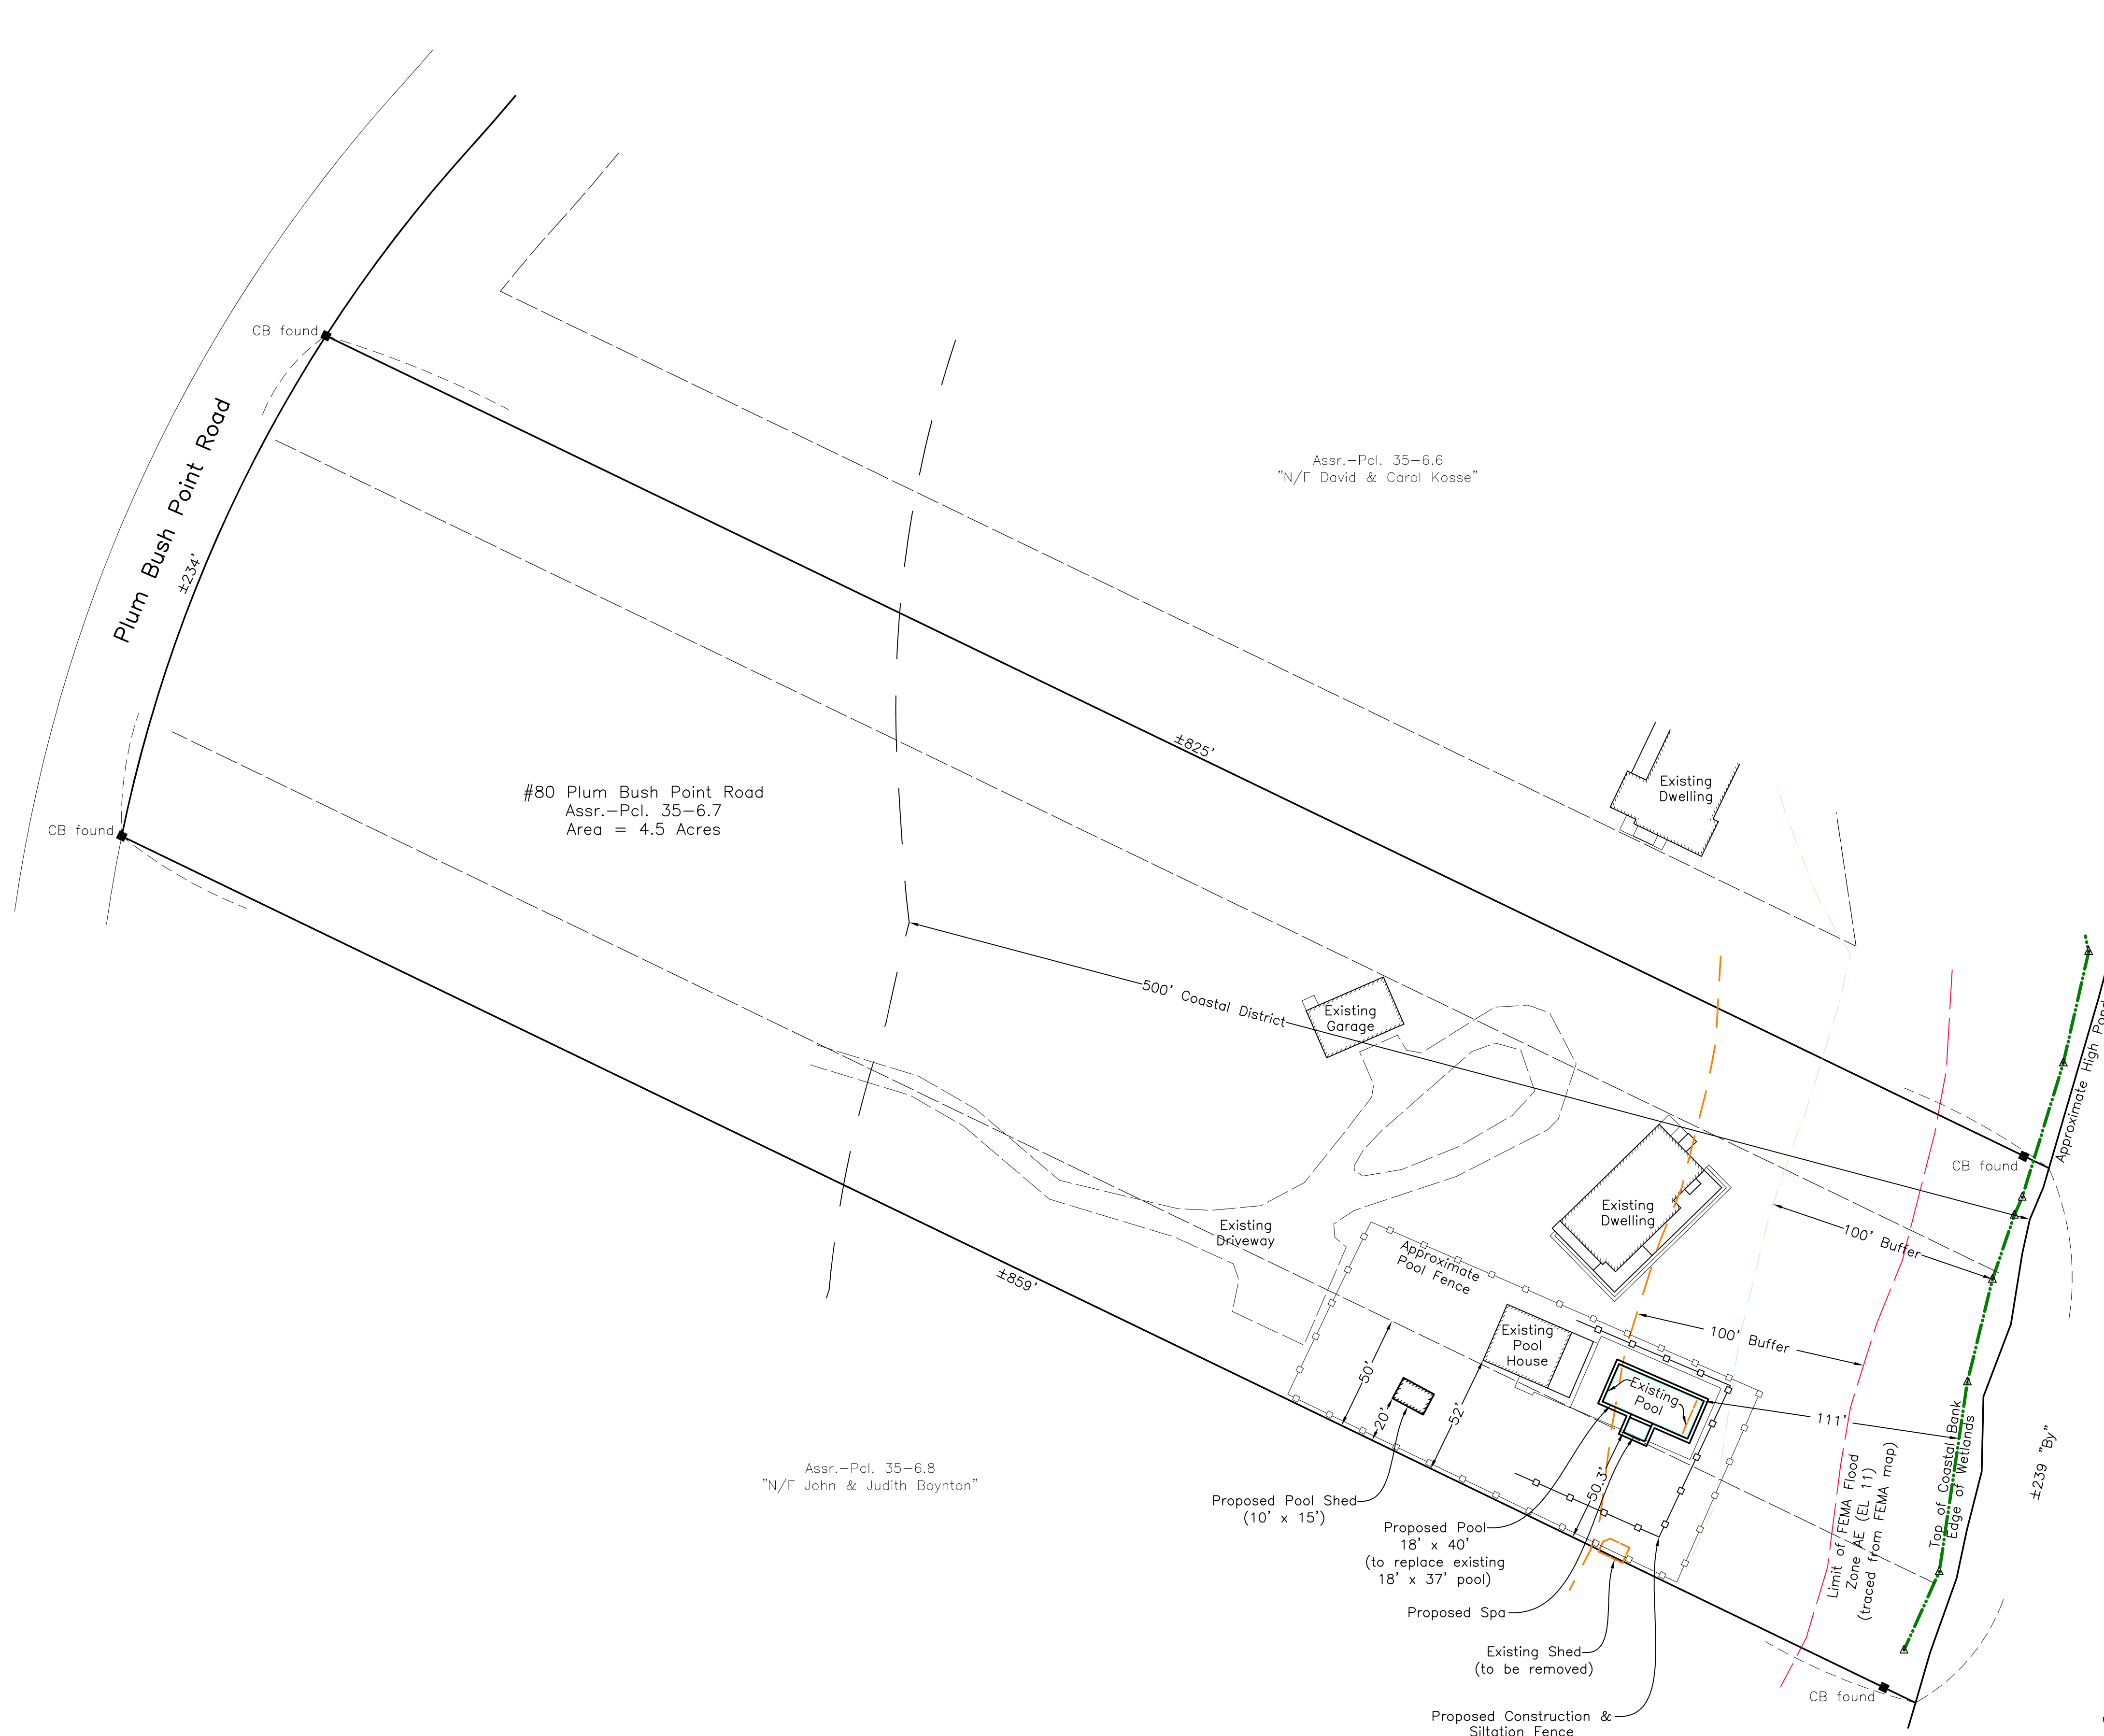 CB found
Plum Bush Point Road
±234'
Assr.-Pcl. 35-6.6
"N/F David & Carol Kosse"
±825'
Existing
Dwelling
#80 Plum Bush Point Road
Assr.-Pcl. 35-6.7
Area = 4.5 Acres
CB found
500' Coastal District
Existing
Garage
Approximate High Pond
CB found
Existing
Dwelling
100' Buffer
Existing
Driveway
Approximate
Pool Fence
±859'
100' Buffer
Existing
Pool
House
50'
20'
52'
Existing
Pool
111'
50.3'
Top of Coastal Bank
Edge of Wetlands
±239 "By"
Limit of FEMA Flood
Zone AE (EL 11)
(traced from FEMA map)
Assr.-Pcl. 35-6.8
"N/F John & Judith Boynton"
Proposed Pool Shed
(10' x 15')
Proposed Pool
18' x 40'
(to replace existing
18' x 37' pool)
Proposed Spa
Existing Shed
(to be removed)
CB found
Proposed Construction &
Siltation Fence